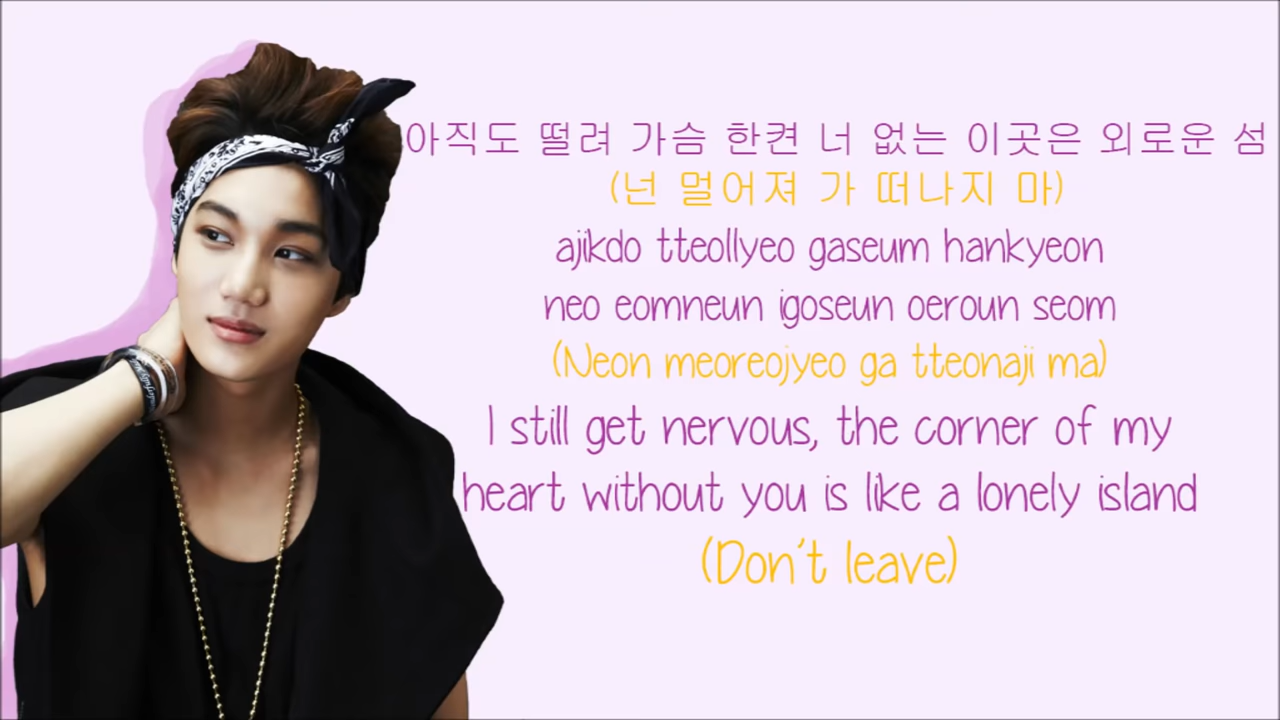 아직도 떨려 가슴 한켠 너 없는 이곳은 외로운 섬
(넌 멀어져 가 떠나지 마)
ajikdo tteollyeo gaseum hankyeon
neo eomneun igoseun oeroun seom
(Neon meoreojyeo ga tteonaji ma)
I still get nervous, the corner of my
heart without you is like a lonely island
(Don't leave)